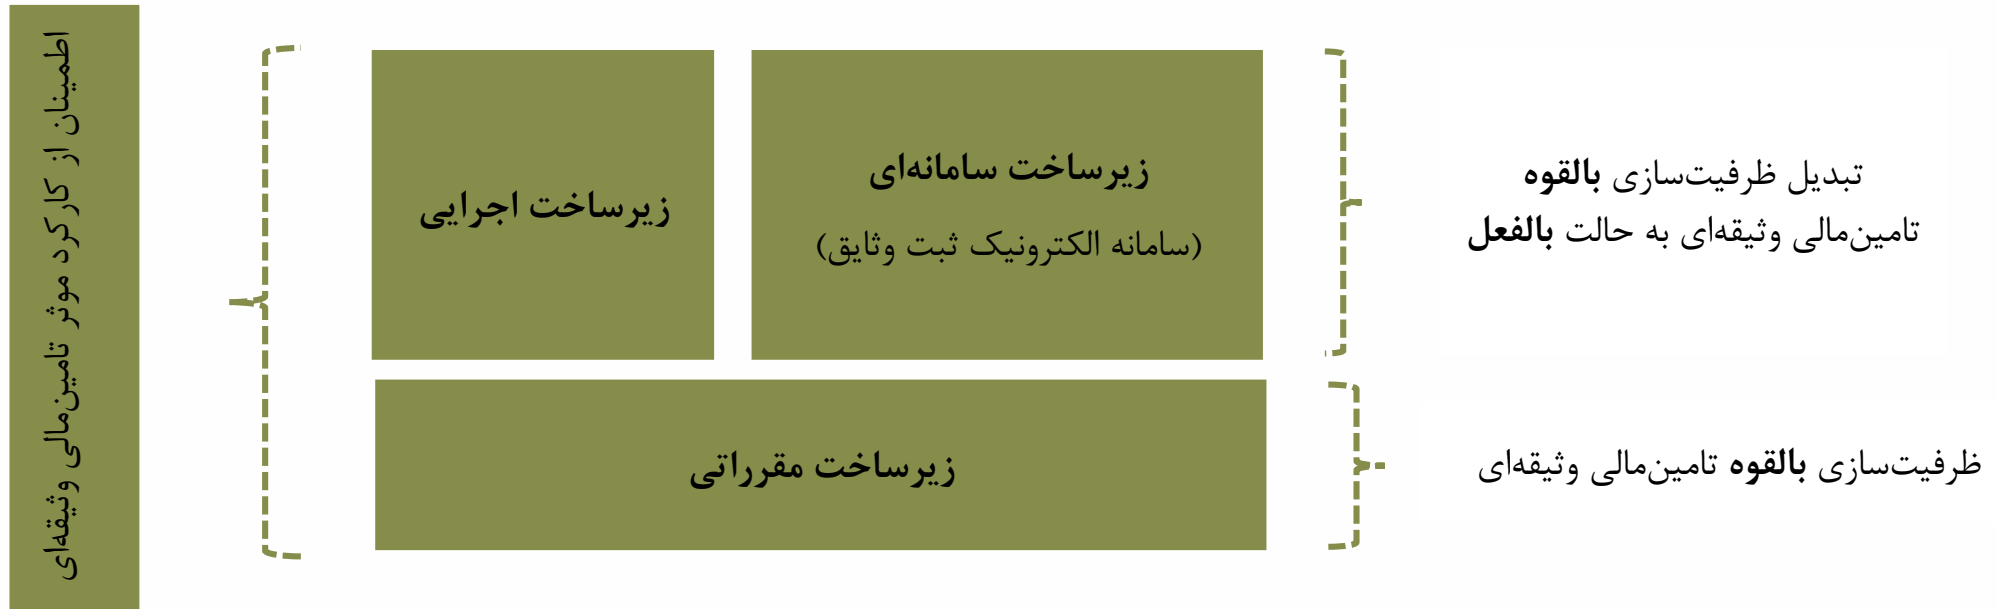 تبدیل ظرفیت‌سازی بالقوه
تامین‌مالی وثیقه‌ای به حالت بالفعل
زیرساخت سامانه‌ای
(سامانه الکترونیک ثبت وثایق)
زیرساخت اجرایی
ظرفیت‌سازی بالقوه تامین‌مالی وثیقه‌ای
زیرساخت مقرراتی
اطمینان از کارکرد موثر تامین‌مالی وثیقه‌ای